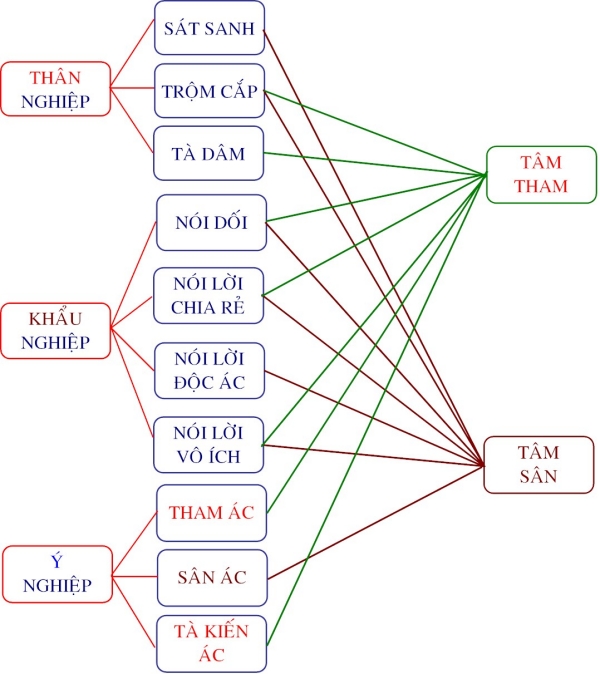 SÁT SANH
THÂN
NGHIỆP
TRỘM CẮP
TÀ DÂM
TÂM
THAM
NÓI DỐI
NÓI LỜI
CHIA RẼ
KHẨU
NGHIỆP
NÓI LỜI
ĐỘC ÁC
NÓI LỜI
VÔ ÍCH
TÂM
SÂN
THAM ÁC
Ý
NGHIỆP
SÂN ÁC
TÀ KIẾN
ÁC